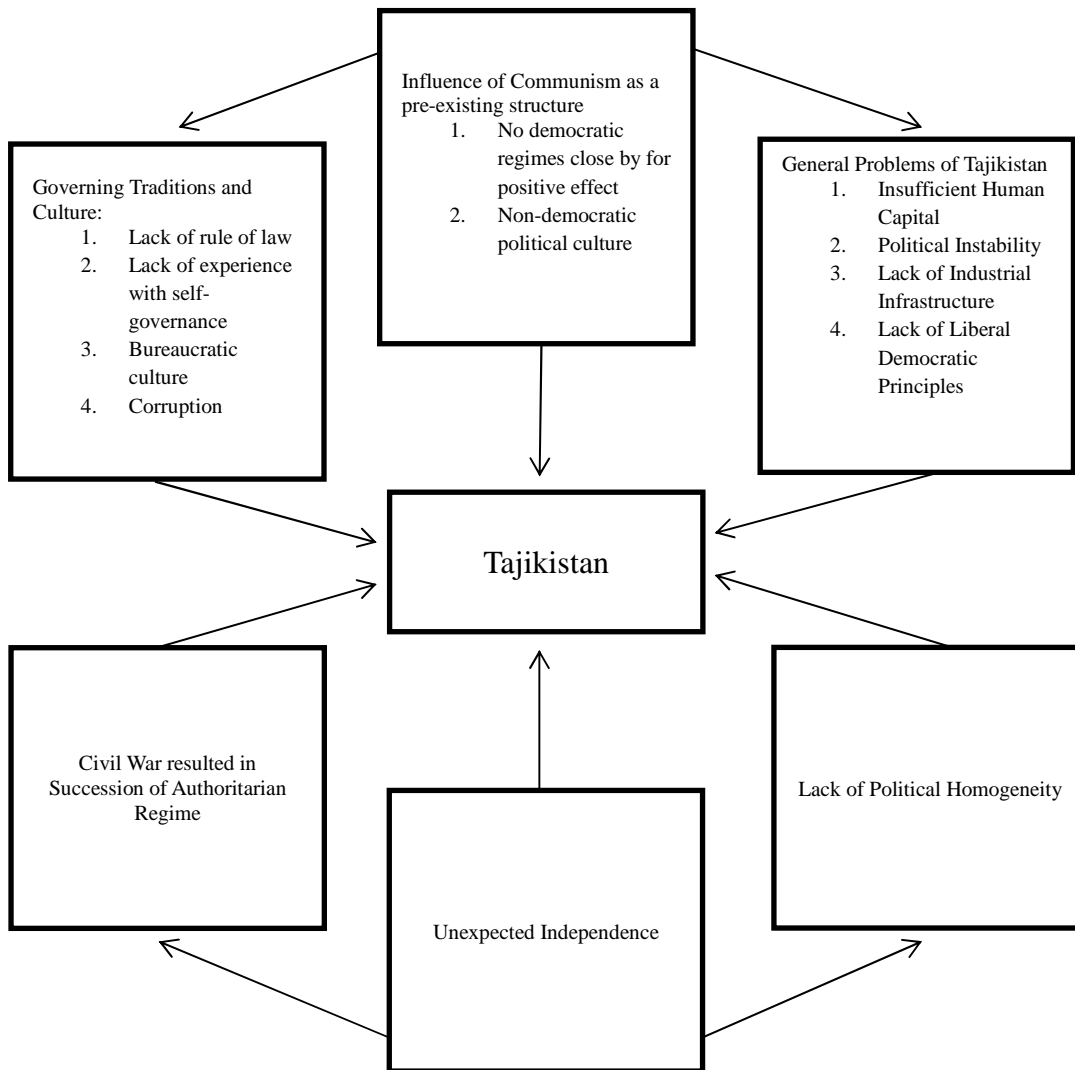 Influence of Communism as a
pre-existing structure
1. No democratic
regimes close by for
positive effect
2. Non-democratic
political culture
Governing Traditions and
Culture:
1. Lack of rule of law
2. Lack of experience
with self-
governance
3. Bureaucratic
culture
4. Corruption
General Problems of Tajikistan
1. Insufficient Human
Capital
2. Political Instability
3. Lack of Industrial
Infrastructure
4. Lack of Liberal
Democratic
Principles
Tajikistan
Civil War resulted in
Succession of Authoritarian
Regime
Unexpected Independence
Lack of Political Homogeneity